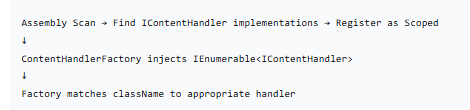 Assembly Scan → Find IContentHandler implementations → Register as Scoped
↓
ContentHandlerFactory injects IEnumerable<IContentHandler>
↓
Factory matches className to appropriate handler